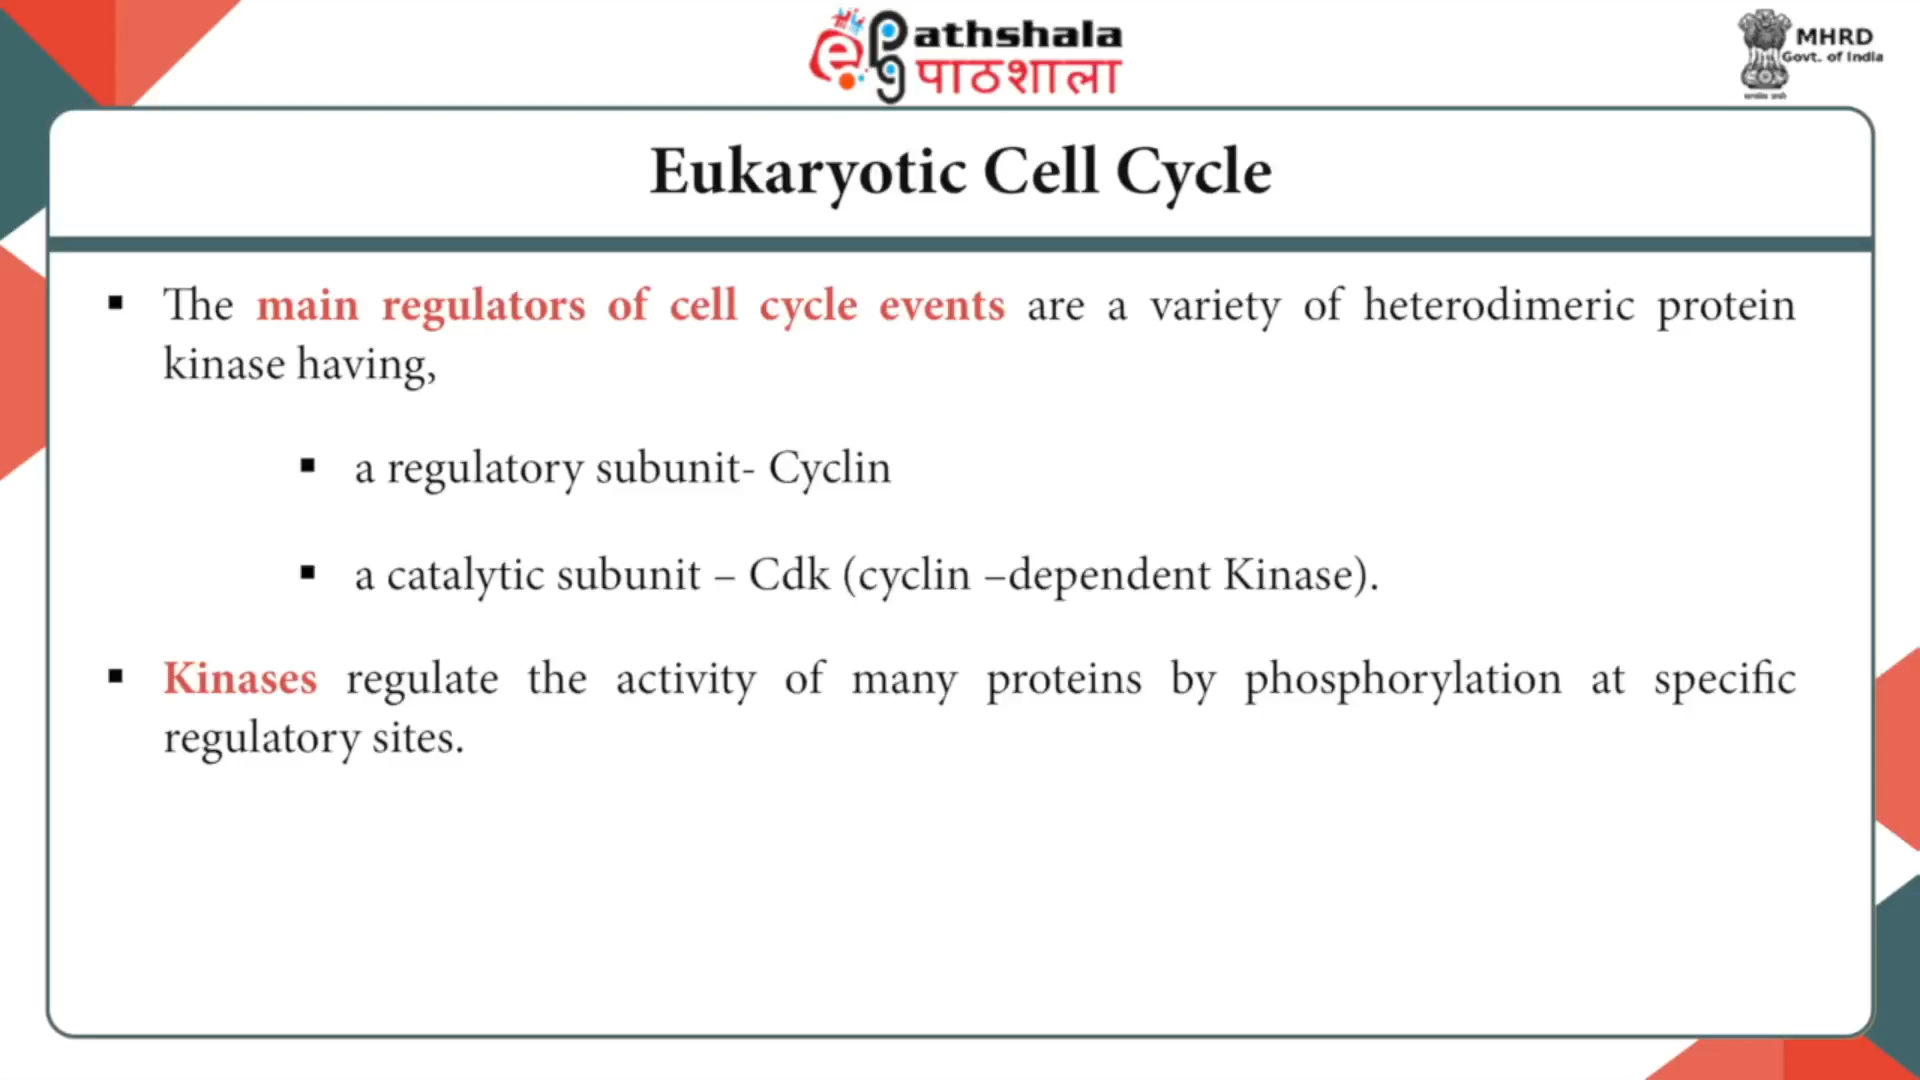 ePGathshala
पाठशाला
MHRD
Govt. of India
Eukaryotic Cell Cycle
▪ The main regulators of cell cycle events are a variety of heterodimeric protein
kinase having,
▪ a regulatory subunit- Cyclin
▪ a catalytic subunit – Cdk (cyclin –dependent Kinase).
▪ Kinases regulate the activity of many proteins by phosphorylation at specific
regulatory sites.